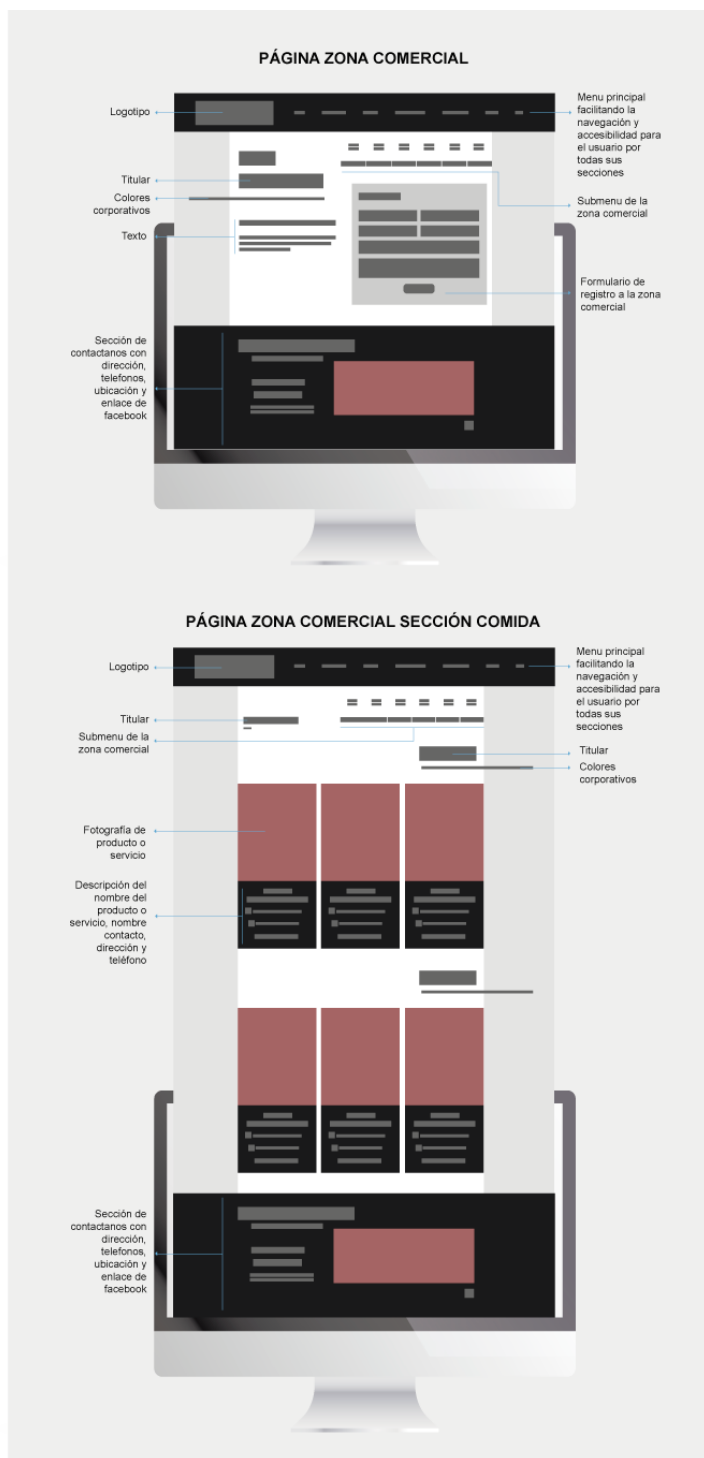 PÁGINA ZONA COMERCIAL
Logotipo
Menu principal
facilitando la
navegación y
accesibilidad para
el usuario por
todas sus
secciones
Titular
Colores
corporativos
Submenu de la
zona comercial
Texto
Formulario de
registro a la zona
comercial
Sección de
contactanos con
dirección,
telefonos,
ubicación y
enlace de
facebook
PÁGINA ZONA COMERCIAL SECCIÓN COMIDA
Logotipo
Menu principal
facilitando la
navegación y
accesibilidad para
el usuario por
todas sus
secciones
Titular
Submenu de la
zona comercial
Titular
Colores
corporativos
Fotografía de
producto o
servicio
Descripción del
nombre del
producto o
servicio, nombre
contacto,
dirección y
teléfono
Sección de
contactanos con
dirección,
telefonos,
ubicación y
enlace de
facebook